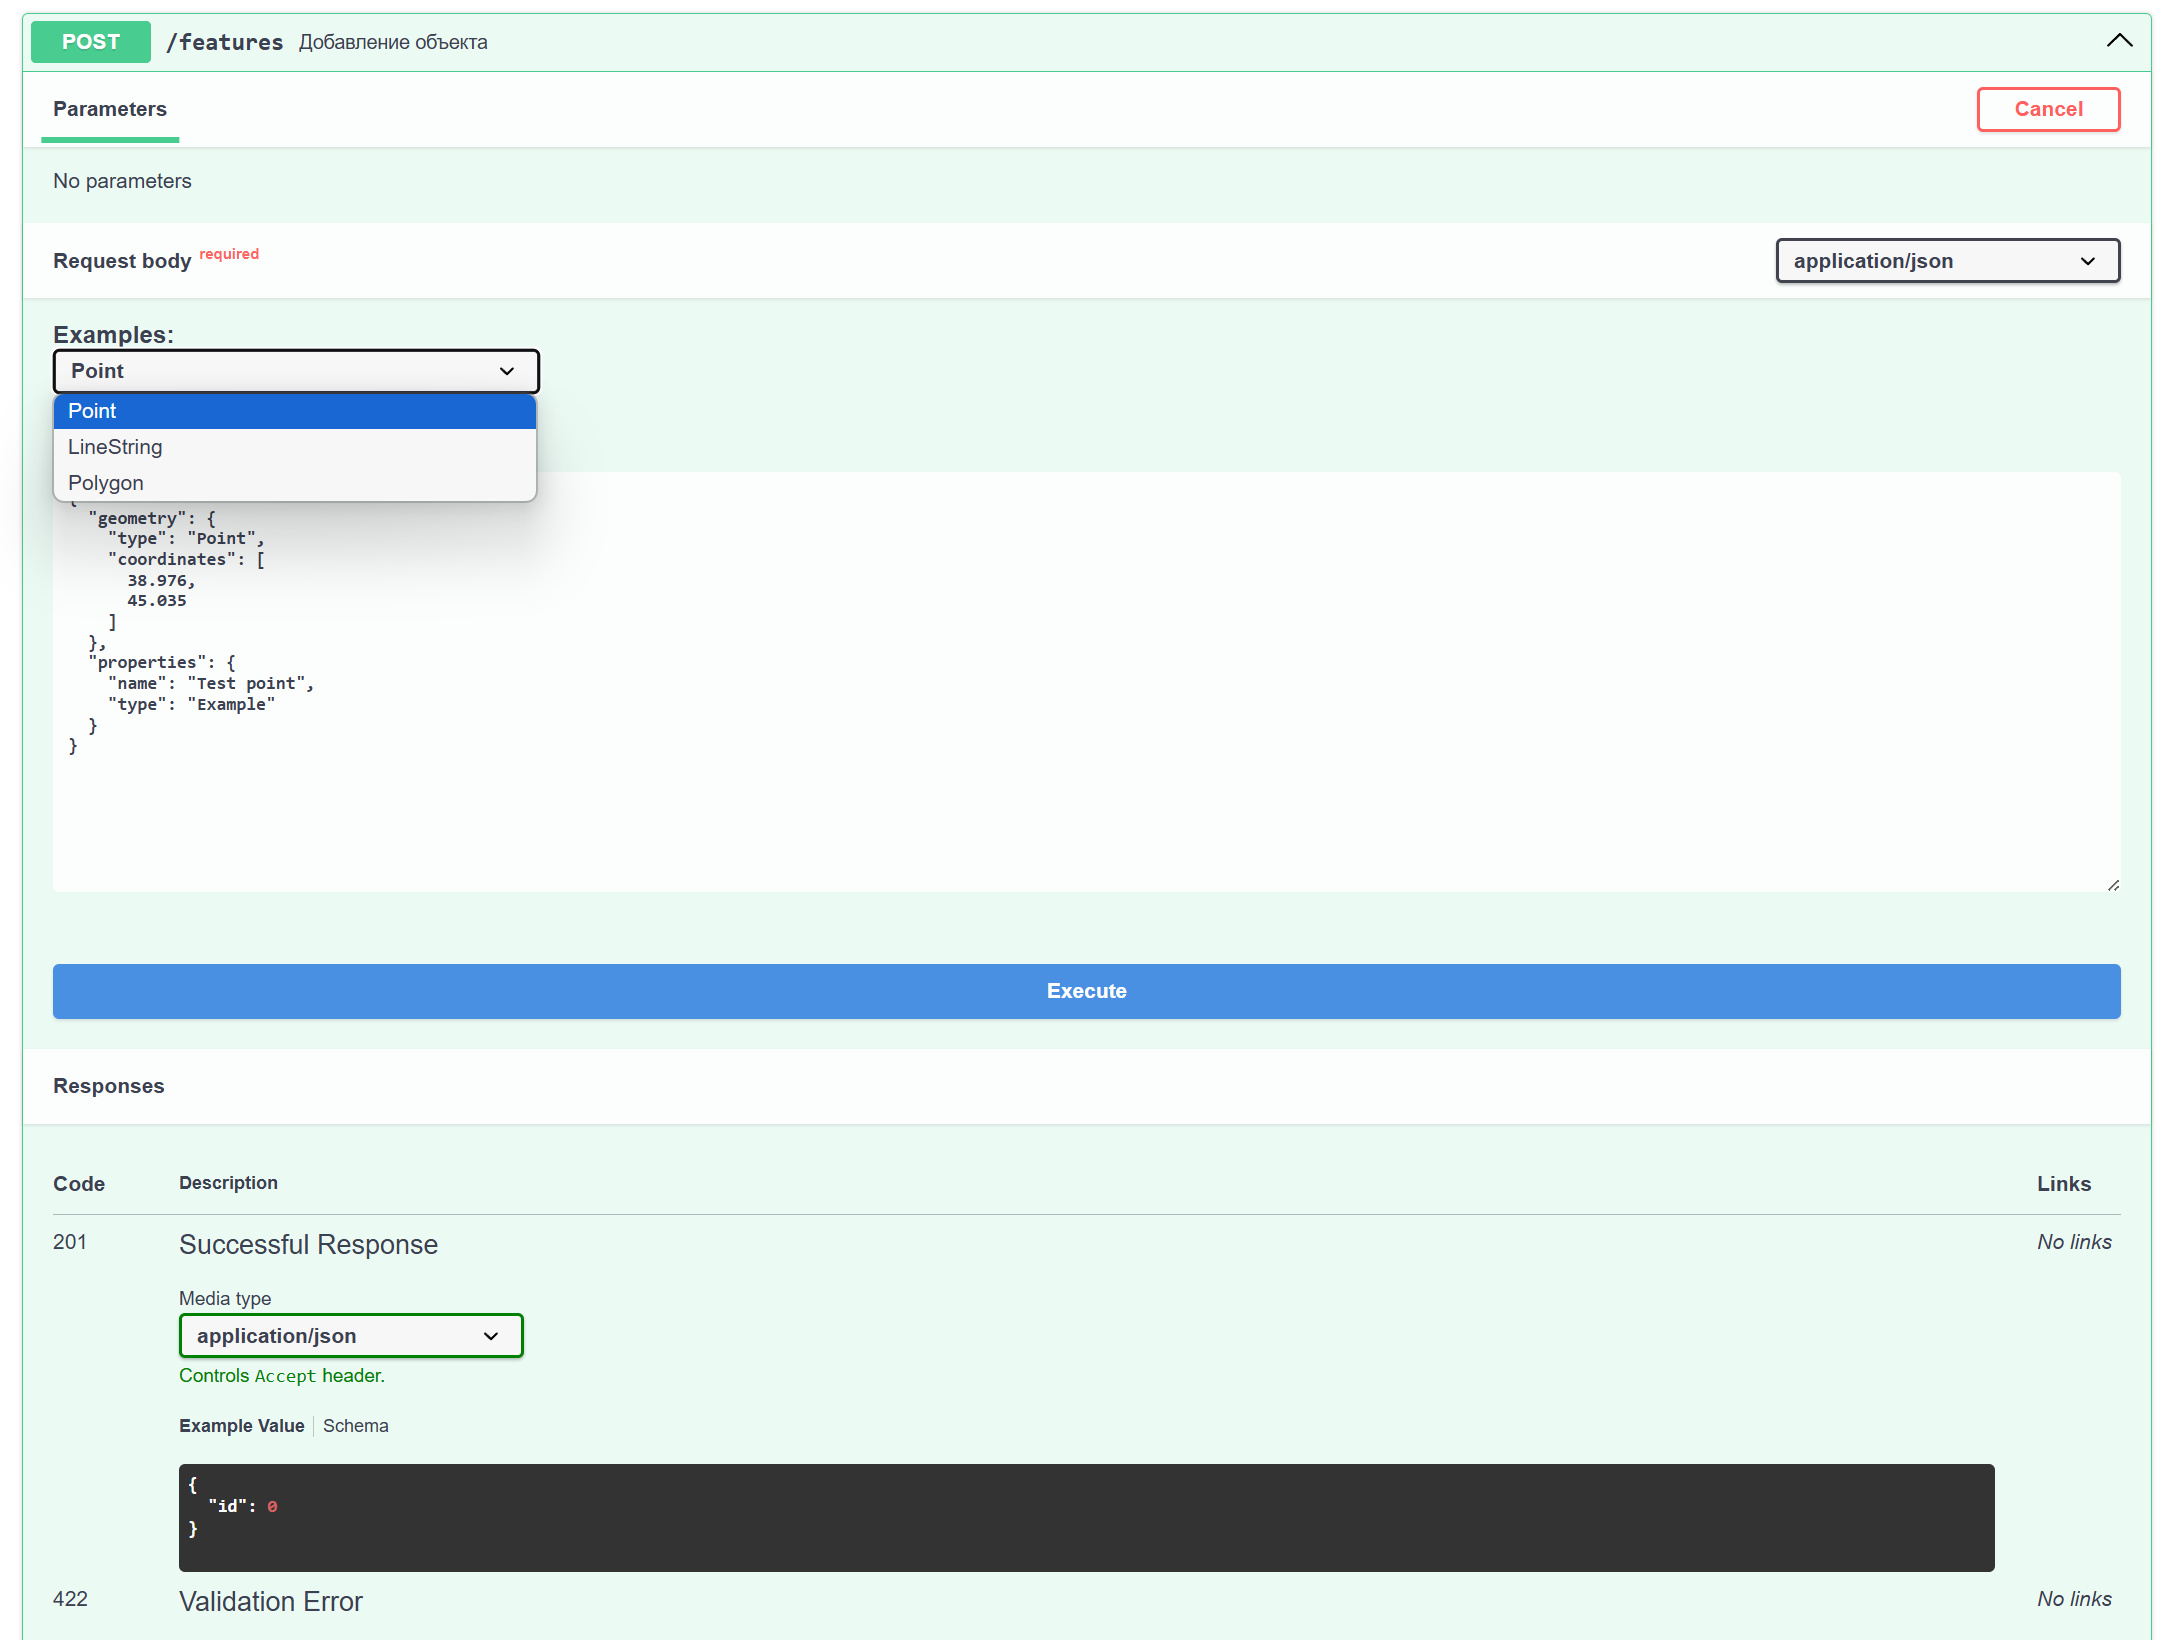 POST /features Добавление объекта
Parameters
Cancel
No parameters
Request body required
application/json
Examples:
Point
Point
LineString
Polygon
{
  "geometry": {
    "type": "Point",
    "coordinates": [
      38.976,
      45.035
    ]
  },
  "properties": {
    "name": "Test point",
    "type": "Example"
  }
}
Execute
Responses
Code Description Links
201 Successful Response No links
Media type
application/json
Controls Accept header.
Example Value Schema
{
  "id": 0
}
422 Validation Error No links